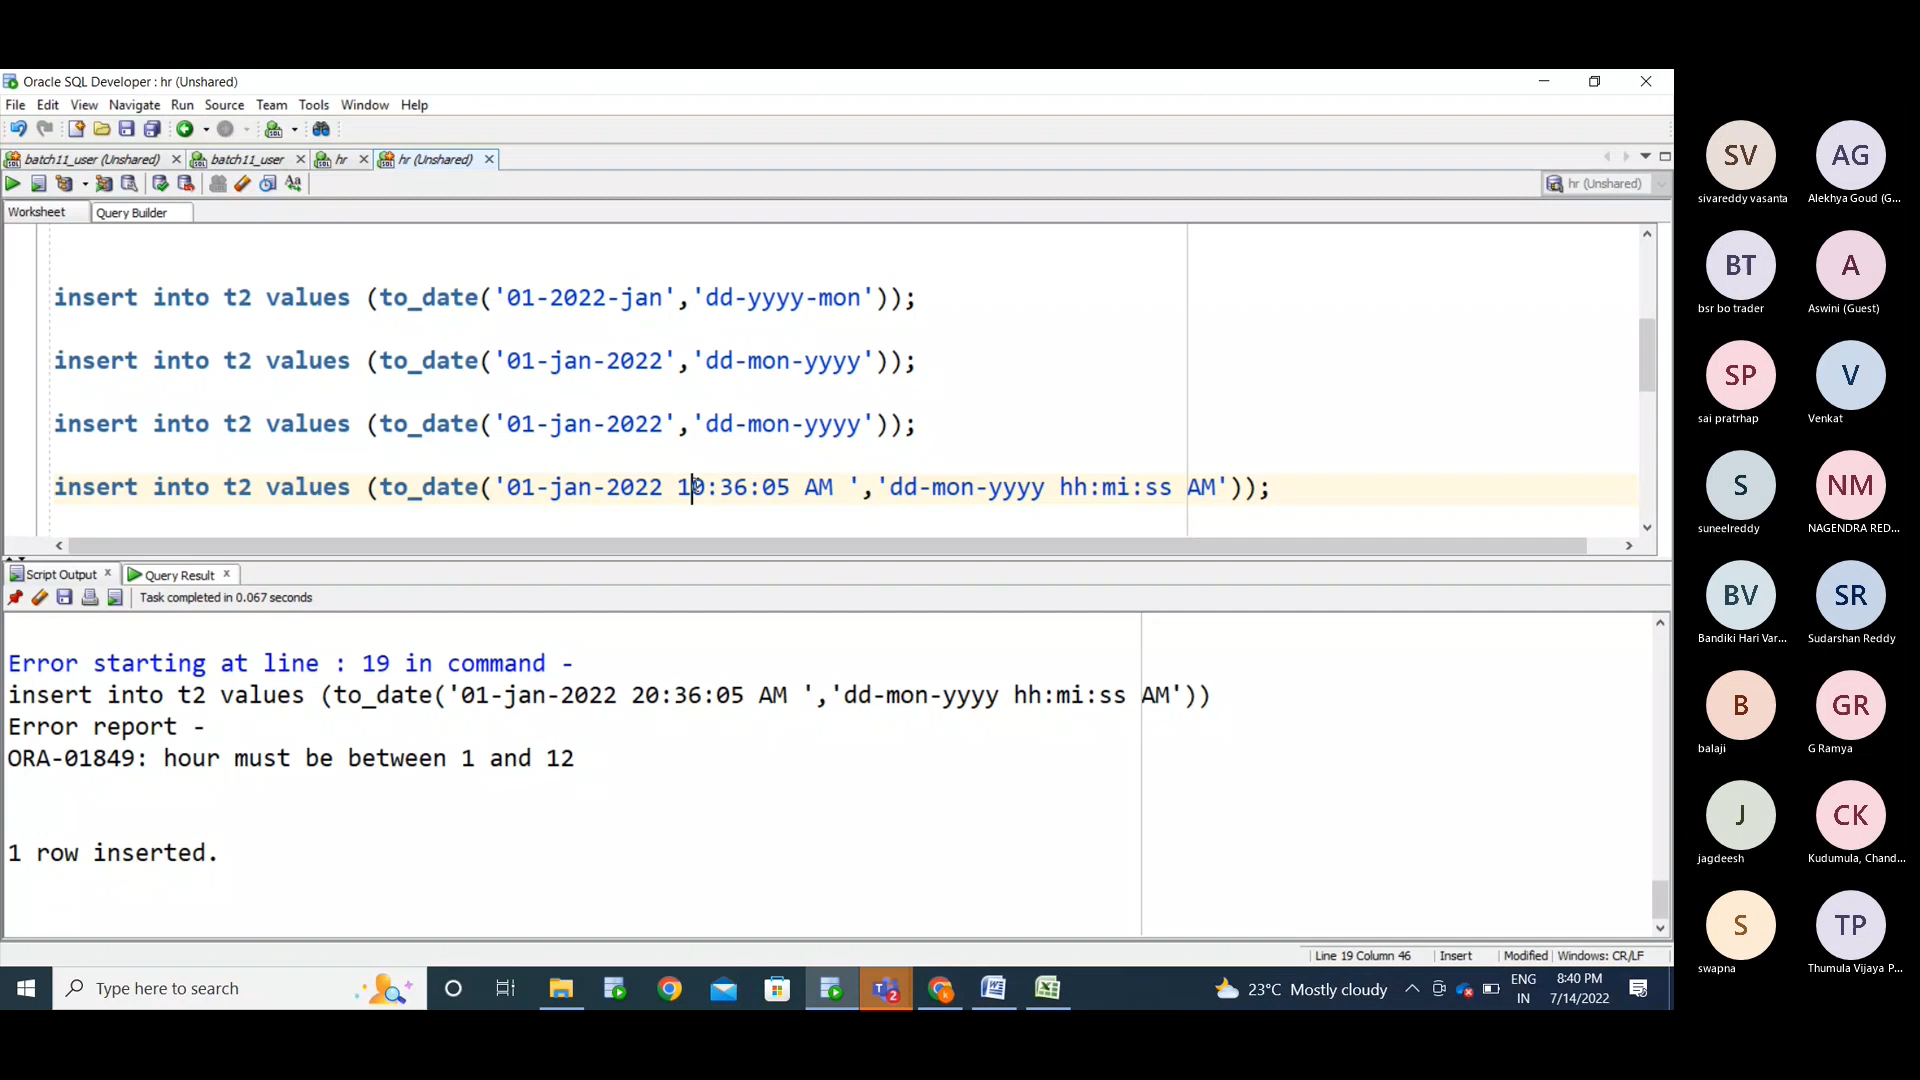 Oracle SQL Developer : hr (Unshared)
File Edit View Navigate Run Source Team Tools Window Help
batch11_user (Unshared) batch11_user hr hr (Unshared)
hr (Unshared)
Worksheet Query Builder
insert into t2 values (to_date('01-2022-jan','dd-yyyy-mon'));
insert into t2 values (to_date('01-jan-2022','dd-mon-yyyy'));
insert into t2 values (to_date('01-jan-2022','dd-mon-yyyy'));
insert into t2 values (to_date('01-jan-2022 10:36:05 AM ','dd-mon-yyyy hh:mi:ss AM'));
Script Output Query Result
Task completed in 0.067 seconds
Error starting at line : 19 in command -
insert into t2 values (to_date('01-jan-2022 20:36:05 AM ','dd-mon-yyyy hh:mi:ss AM'))
Error report -
ORA-01849: hour must be between 1 and 12
1 row inserted.
Line 19 Column 46 Insert Modified Windows: CR/LF
Type here to search
2
23°C Mostly cloudy
ENG
IN
8:40 PM
7/14/2022
SV AG
sivareddy vasanta Alekhya Goud (G...
BT A
bsr bo trader Aswini (Guest)
SP V
sai pratrhap Venkat
S NM
suneelreddy NAGENDRA RED...
BV SR
Bandiki Hari Var... Sudarshan Reddy
B GR
balaji G Ramya
J CK
jagdeesh Kudumula, Chand...
S TP
swapna Thumula Vijaya P...